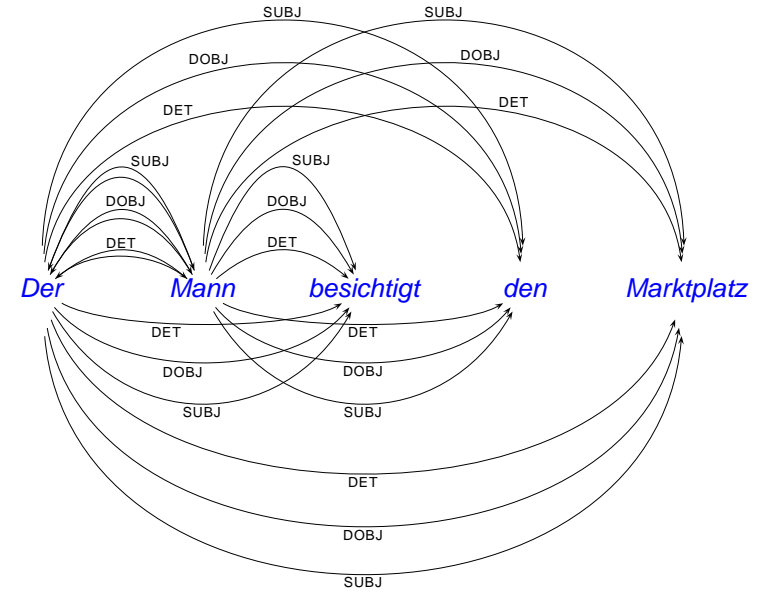 SUBJ SUBJ
DOBJ DOBJ
DET DET
SUBJ SUBJ
DOBJ DOBJ
DET DET
Der Mann besichtigt den Marktplatz
DET DET
DOBJ DOBJ
SUBJ SUBJ
DET
DOBJ
SUBJ